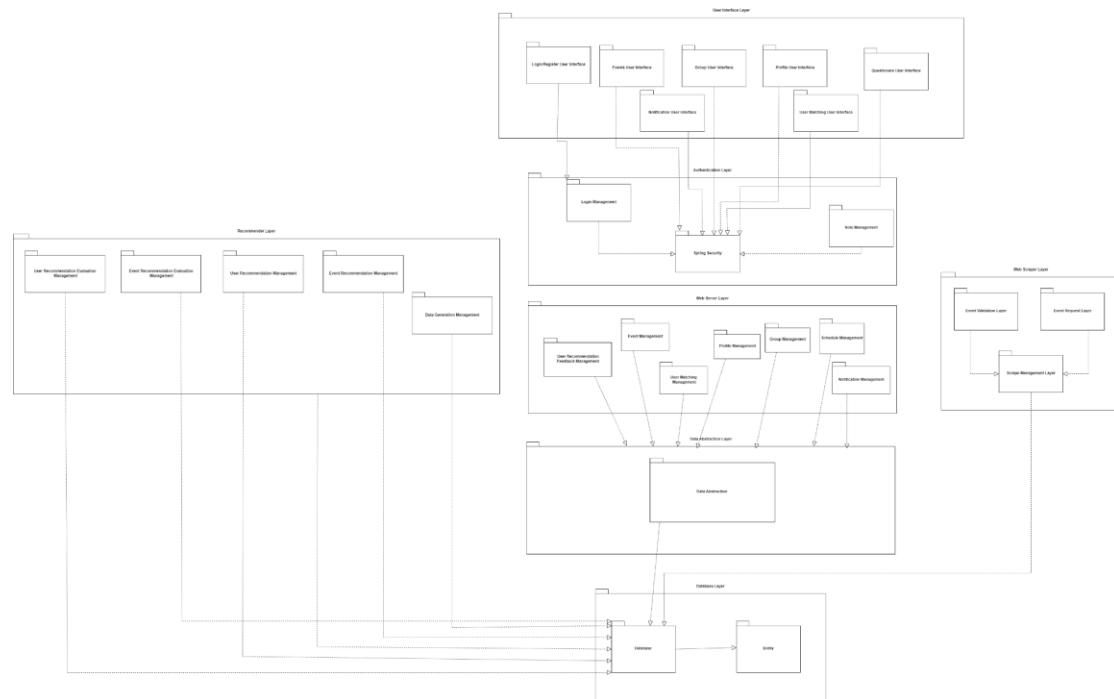 User Interface Layer
Login/Register User Interface
Events User Interface
Group User Interface
Profile User Interface
Questionare User Interface
Notification User Interface
User Matching User Interface
Authentication Layer
Login Management
Role Management
Spring Security
Recommender Layer
User Recommendation Evaluation
Management
Event Recommendation Evaluation
Management
User Recommendation Management
Event Recommendation Management
Data Generation Management
Web Server Layer
User Recommendation
Feedback Management
Event Management
User Matching
Management
Profile Management
Group Management
Schedule Management
Notification Management
Web Scraper Layer
Event Validation Layer
Event Request Layer
Scrape Management Layer
Data Abstraction Layer
Data Abstraction
Database Layer
Database
Entity